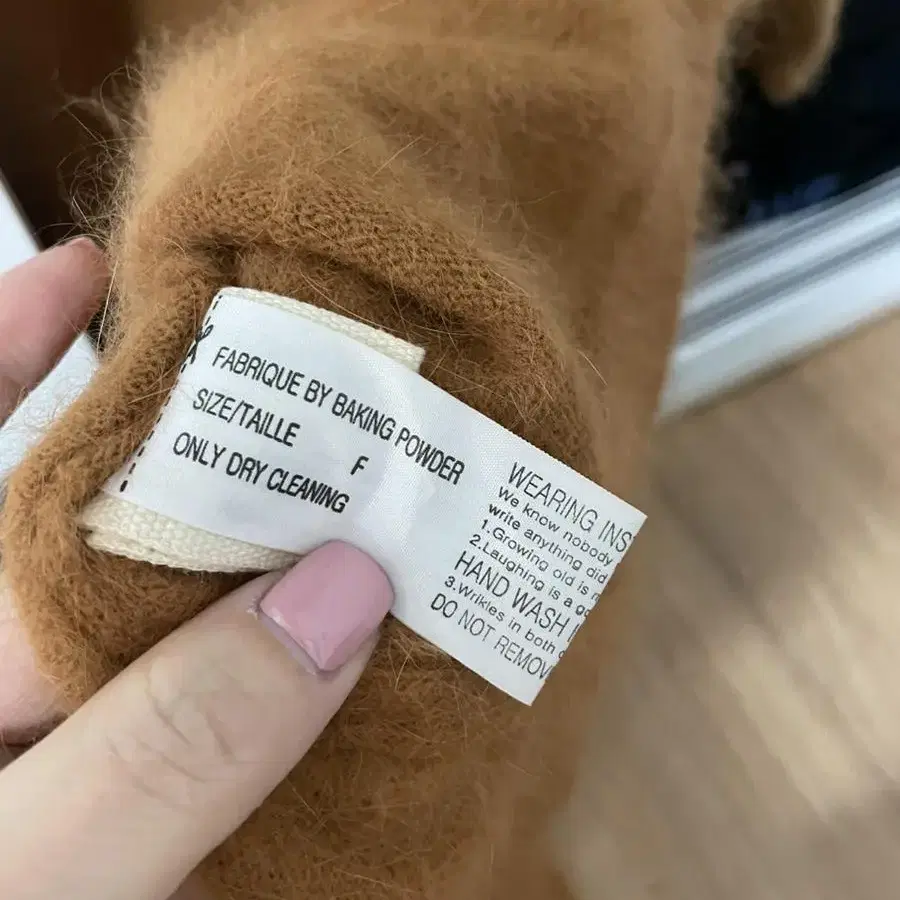 FABRIQUE BY BAKING POWDER
SIZE/TAILLE
F
ONLY DRY CLEANING
WEARING INS
We know nobody
write anything did
1.Growing old is
2.Laughing is a
HAND WASH
3.Wrikles in both
DO NOT REMOV